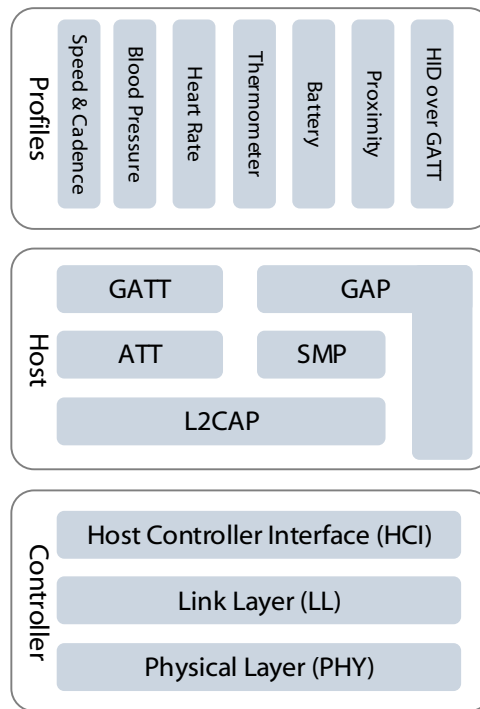 Profiles
Speed & Cadence
Blood Pressure
Heart Rate
Thermometer
Battery
Proximity
HID over GATT
Host
GATT
GAP
ATT
SMP
L2CAP
Controller
Host Controller Interface (HCI)
Link Layer (LL)
Physical Layer (PHY)